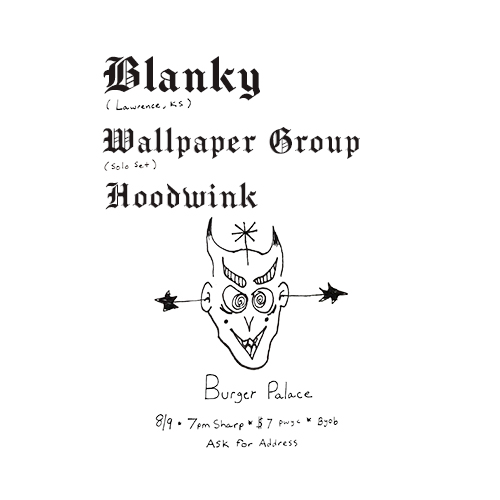 Blanky
(Lawrence, KS)
Wallpaper Group
(Solo Set)
Hoodwink
Burger Palace
8/9 • 7pm Sharp * $7 pwyc * Byob
Ask For Address